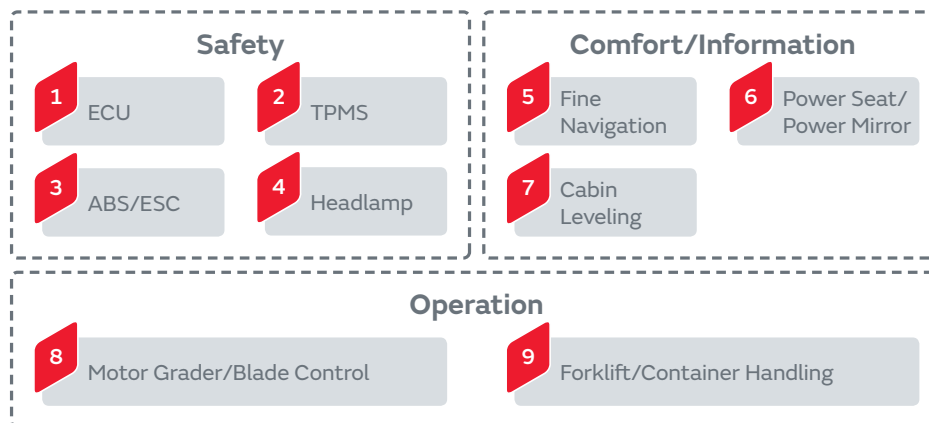 Safety
1
ECU
2
TPMS
3
ABS/ESC
4
Headlamp
Comfort/Information
5
Fine
Navigation
6
Power Seat/
Power Mirror
7
Cabin
Leveling
Operation
8
Motor Grader/Blade Control
9
Forklift/Container Handling